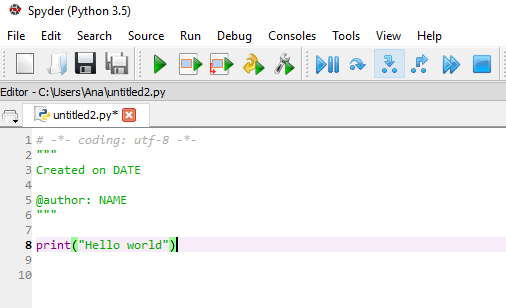 Spyder (Python 3.5)
File Edit Search Source Run Debug Consoles Tools View Help
Editor - C:\Users\Ana\untitled2.py
untitled2.py*
1 # -*- coding: utf-8 -*-
2 """
3 Created on DATE
4
5 @author: NAME
6 """
7
8 print("Hello world")
9
10